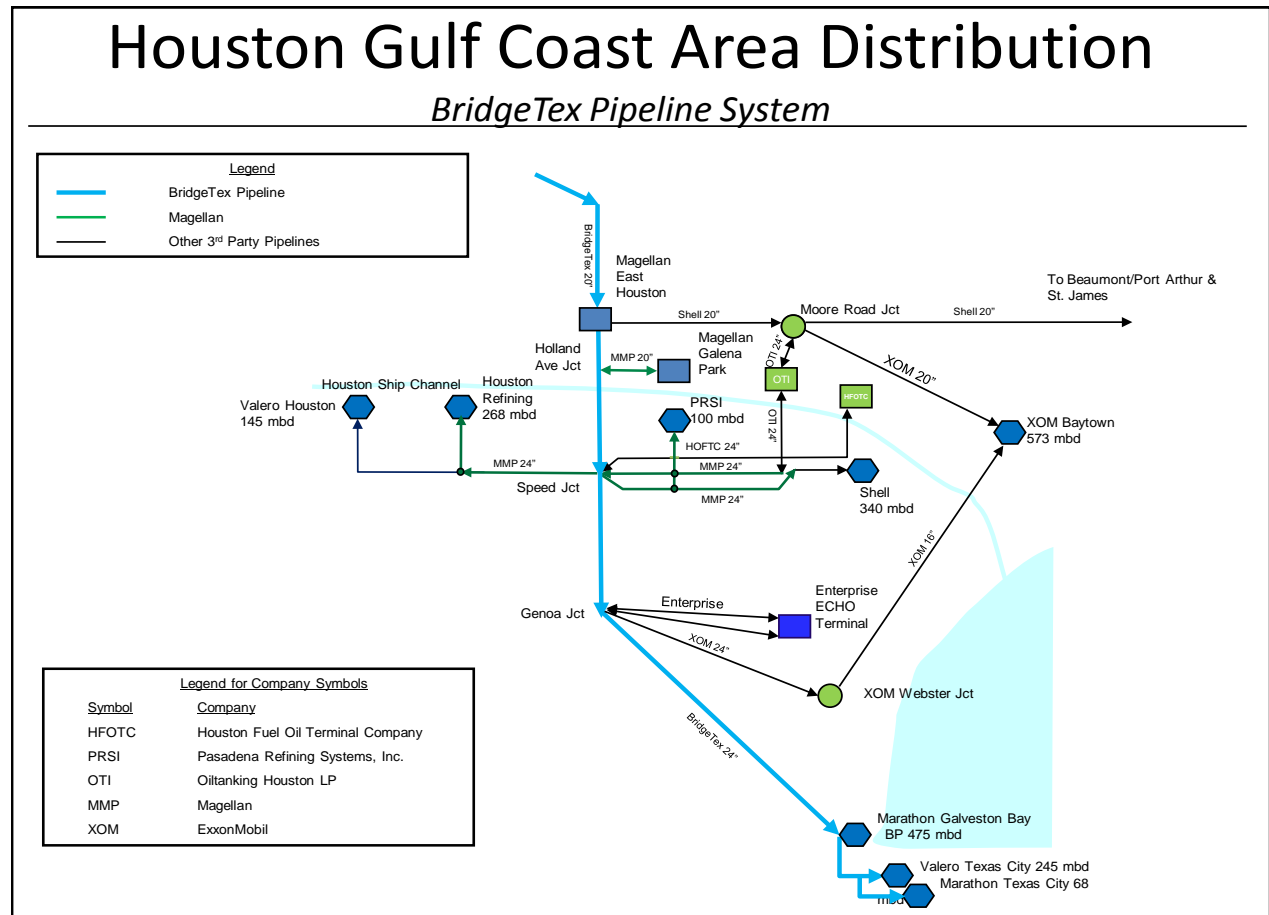 Houston Gulf Coast Area Distribution
BridgeTex Pipeline System
Legend
BridgeTex Pipeline
Magellan
Other 3rd Party Pipelines
BridgeTex 20"
Magellan
East
Houston
To Beaumont/Port Arthur &
St. James
Moore Road Jct
Shell 20"
Shell 20"
Holland
Ave Jct
MMP 20"
Magellan
Galena
Park
OTI 24"
OTI
XOM 20"
Houston Ship Channel
Houston
Refining
268 mbd
Valero Houston
145 mbd
PRSI
100 mbd
HFOTC
OTI 24"
XOM Baytown
573 mbd
HOFTC 24"
MMP 24"
MMP 24"
Speed Jct
MMP 24"
Shell
340 mbd
XOM 16"
Genoa Jct
Enterprise
Enterprise
ECHO
Terminal
XOM 24"
XOM Webster Jct
BridgeTex 24"
Legend for Company Symbols
Symbol Company
HFOTC Houston Fuel Oil Terminal Company
PRSI Pasadena Refining Systems, Inc.
OTI Oiltanking Houston LP
MMP Magellan
XOM ExxonMobil
Marathon Galveston Bay
BP 475 mbd
Valero Texas City 245 mbd
Marathon Texas City 68
mbd